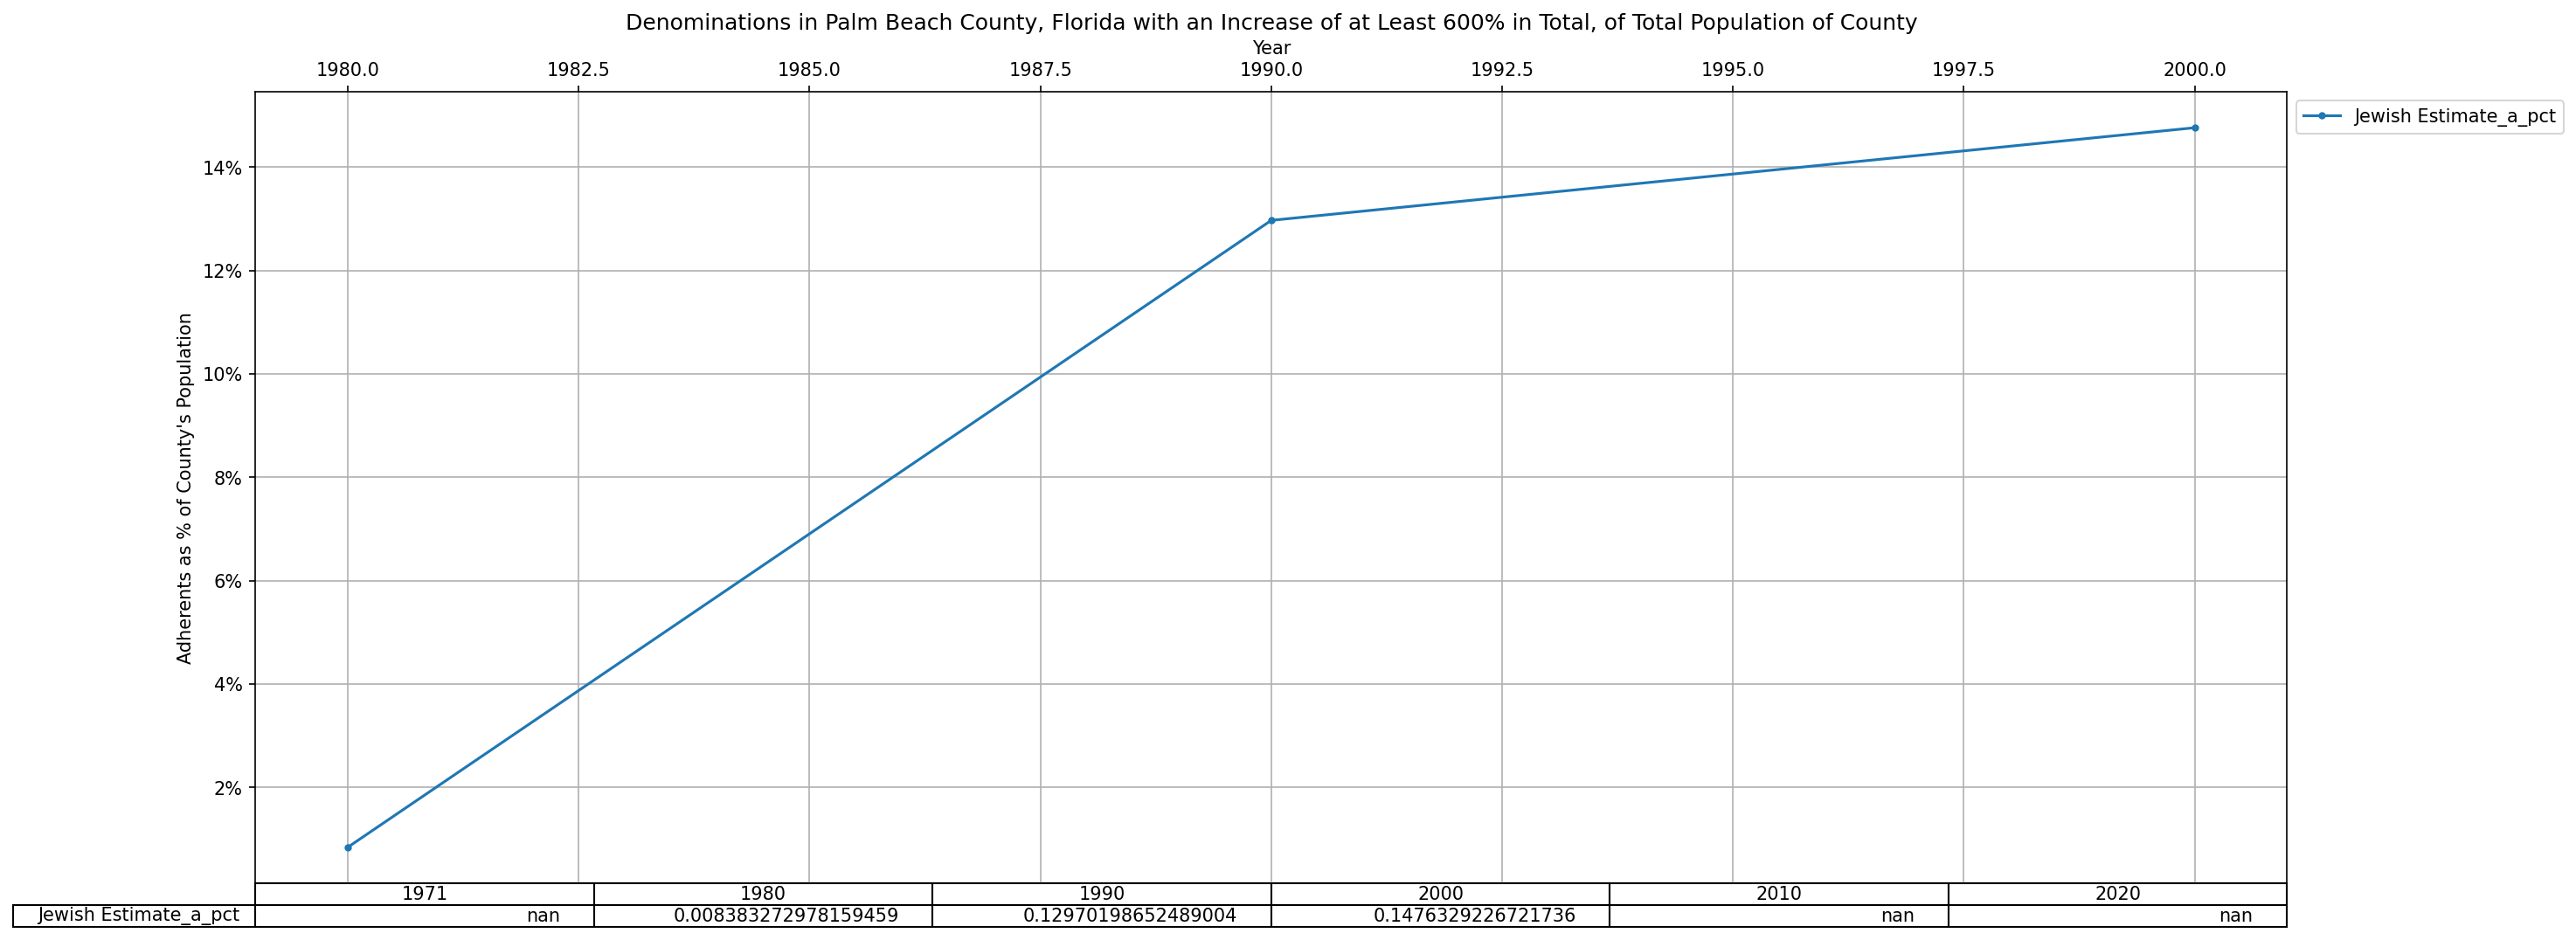 Denominations in Palm Beach County, Florida with an Increase of at Least 600% in Total, of Total Population of County
Year
1980.0 1982.5 1985.0 1987.5 1990.0 1992.5 1995.0 1997.5 2000.0
Jewish Estimate_a_pct
Adherents as % of County's Population
14%
12%
10%
8%
6%
4%
2%
1971 1980 1990 2000 2010 2020
Jewish Estimate_a_pct nan 0.008383272978159459 0.12970198652489004 0.1476329226721736 nan nan